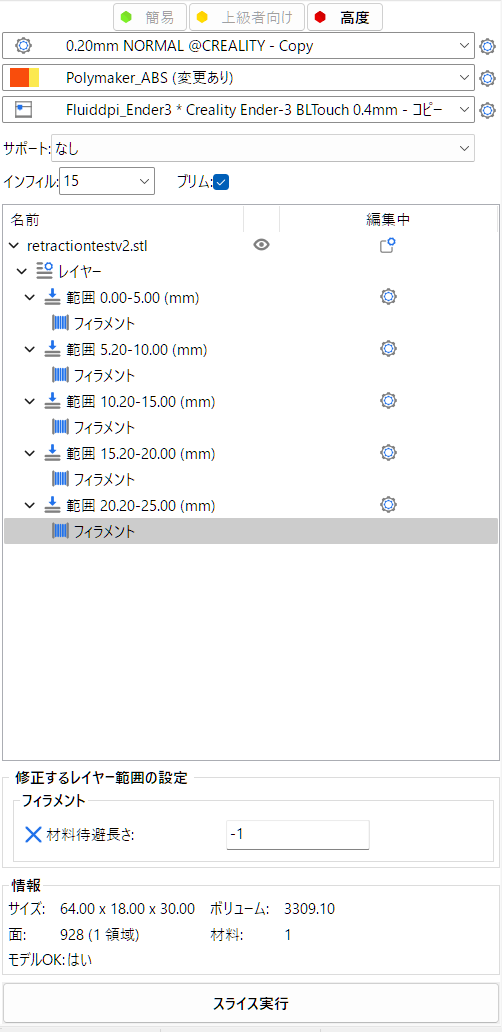 簡易 上級者向け 高度
0.20mm NORMAL @CREALITY - Copy
Polymaker_ABS (変更あり)
Fluiddpi_Ender3 * Creality Ender-3 BLTouch 0.4mm - コピー
サポート: なし
インフィル: 15 ブリム:
名前 編集中
retractiontestv2.stl
レイヤー
範囲 0.00-5.00 (mm)
フィラメント
範囲 5.20-10.00 (mm)
フィラメント
範囲 10.20-15.00 (mm)
フィラメント
範囲 15.20-20.00 (mm)
フィラメント
範囲 20.20-25.00 (mm)
フィラメント
修正するレイヤー範囲の設定
フィラメント
材料待避長さ: -1
情報
サイズ: 64.00 x 18.00 x 30.00 ボリューム: 3309.10
面: 928 (1 領域) 材料: 1
モデルOK: はい
スライス実行